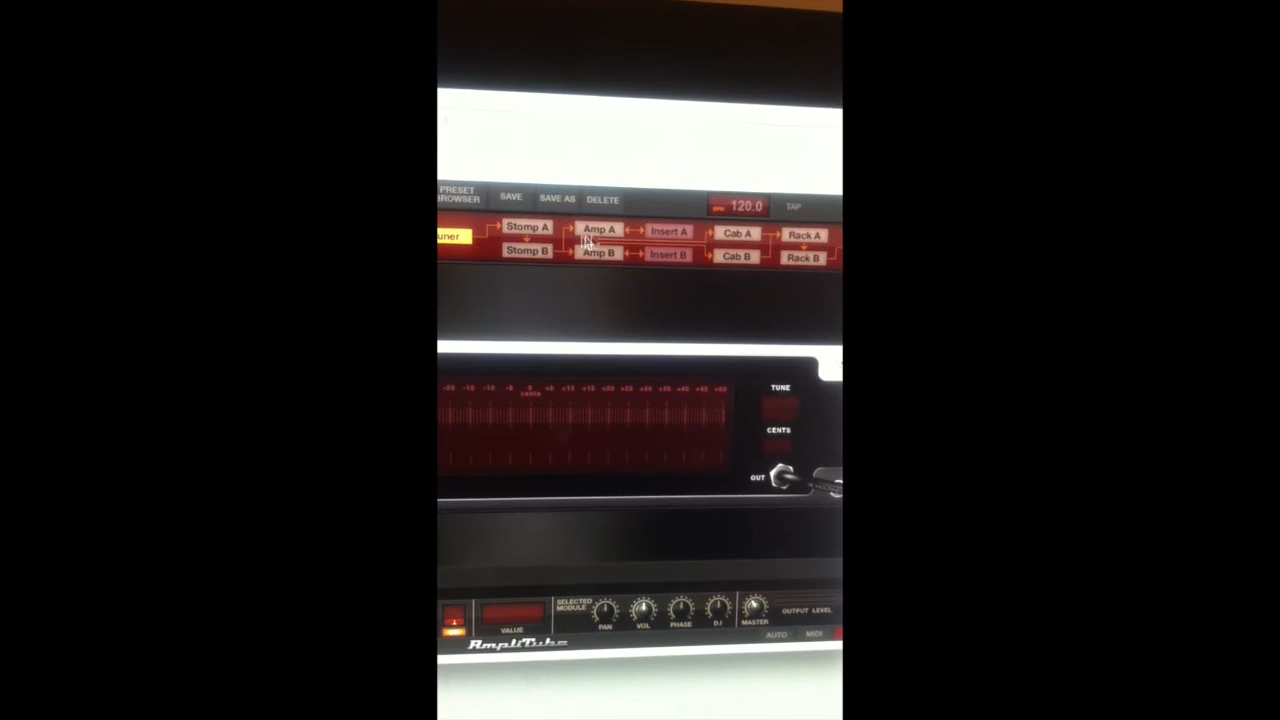 PRESET
BROWSER
SAVE
SAVE AS
DELETE
120.0
TAP
uner
Stomp A
Amp A
Insert A
Cab A
Rack A
Stomp B
Amp B
Insert B
Cab B
Rack B
cents
TUNE
CENTS
OUT
VALUE
SELECTED
MODULE
PAN
VOL
PHASE
D.I
MASTER
OUTPUT LEVEL
AmpliTube
AUTO
MIDI